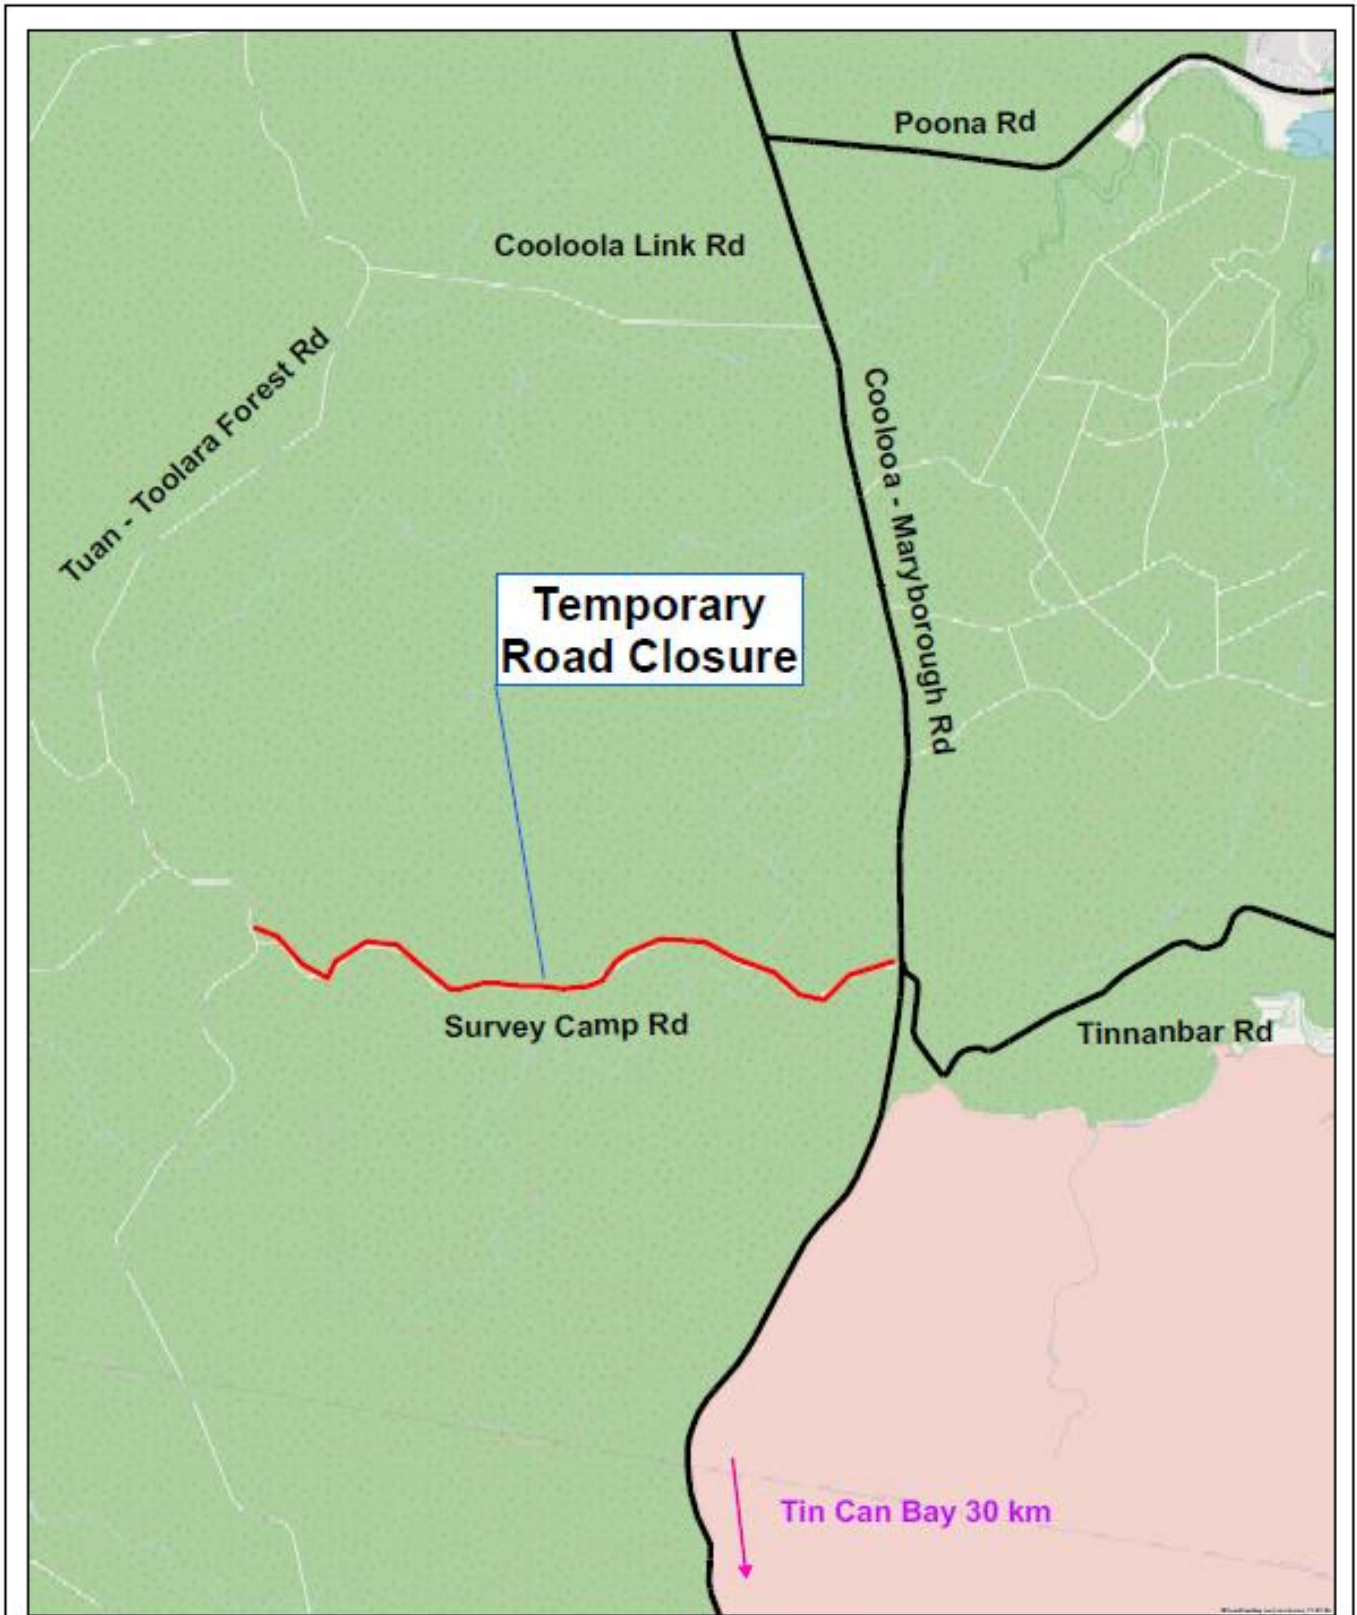 Poona Rd
Cooloola Link Rd
Tuan - Toolara Forest Rd
Coolooa - Maryborough Rd
Temporary
Road Closure
Survey Camp Rd
Tinnanbar Rd
Tin Can Bay 30 km